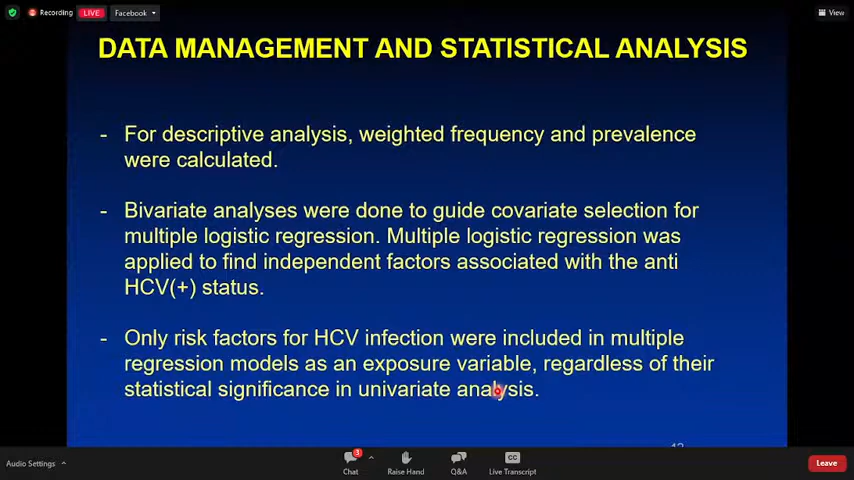 Recording LIVE Facebook View
DATA MANAGEMENT AND STATISTICAL ANALYSIS
- For descriptive analysis, weighted frequency and prevalence
were calculated.
- Bivariate analyses were done to guide covariate selection for
multiple logistic regression. Multiple logistic regression was
applied to find independent factors associated with the anti
HCV(+) status.
- Only risk factors for HCV infection were included in multiple
regression models as an exposure variable, regardless of their
statistical significance in univariate analysis.
3 CC
Audio Settings Chat Raise Hand Q&A Live Transcript Leave